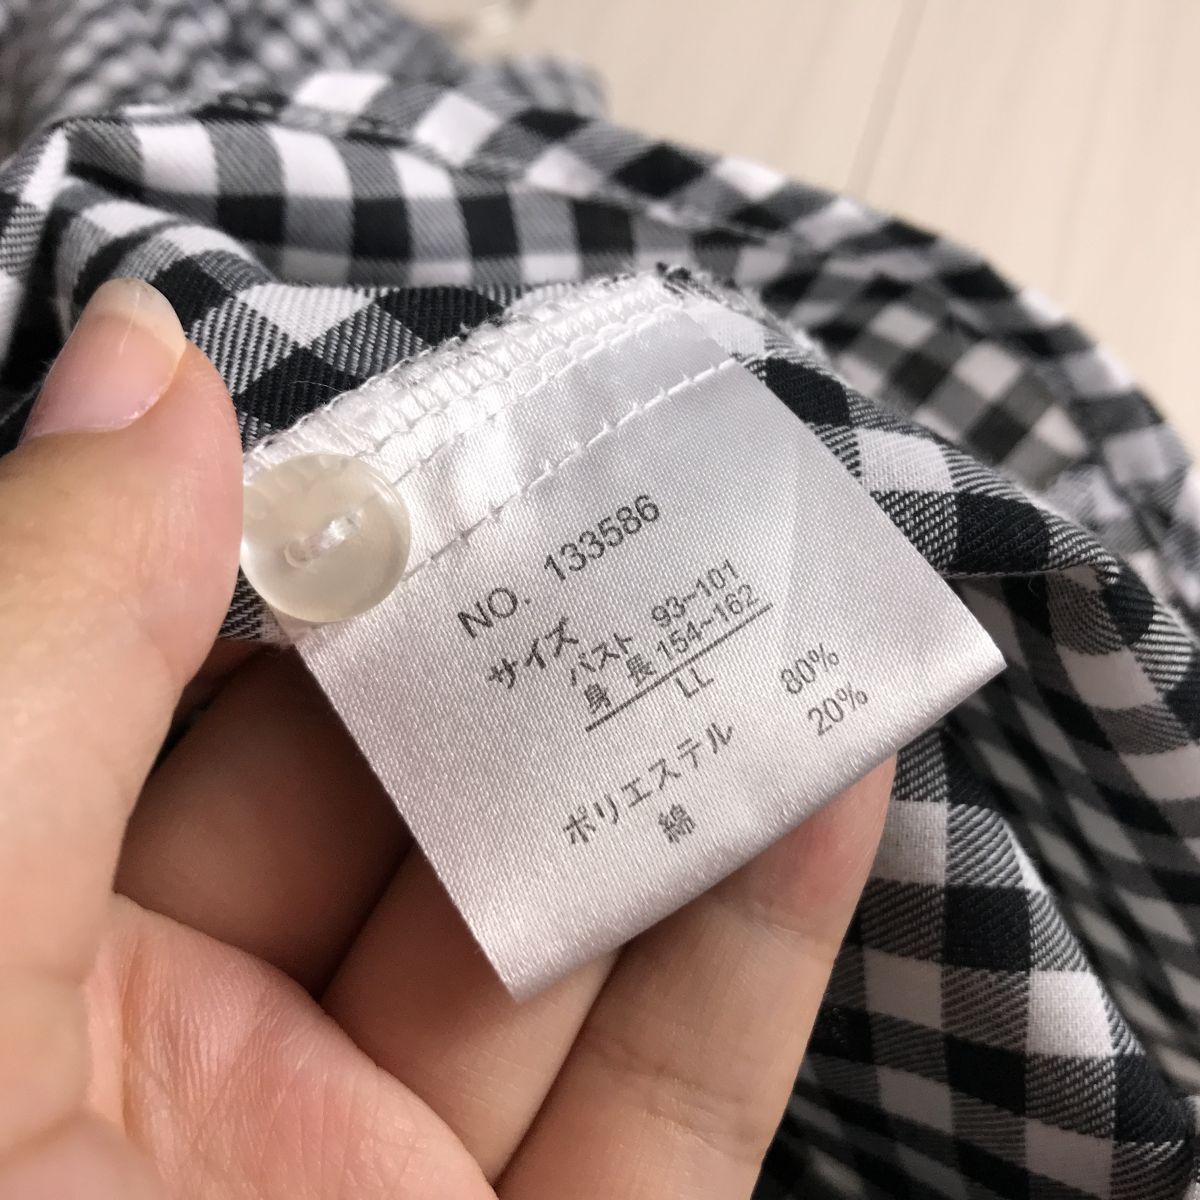 NO. 133586
サイズ
バスト 93~101
身長 154~162
LL
ポリエステル 80%
綿 20%